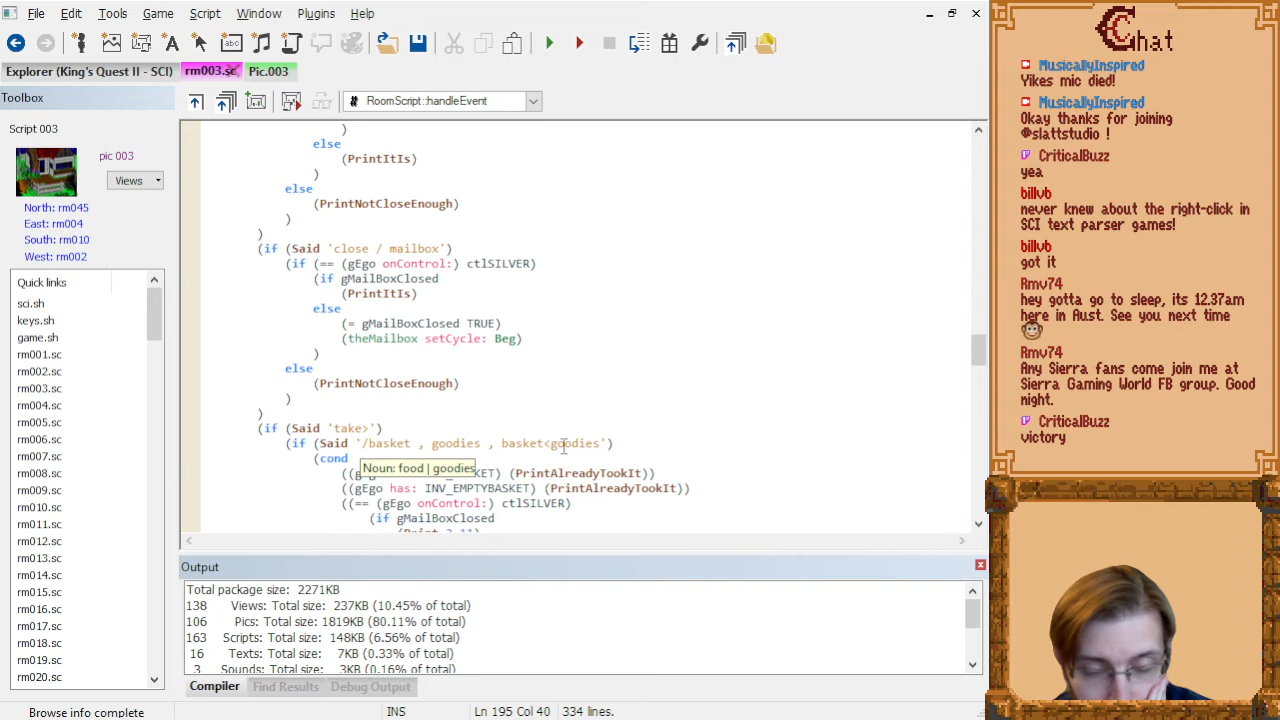 File Edit Tools Game Script Window Plugins Help
Explorer (King's Quest II - SCI) rm003.sc Pic.003
Toolbox
RoomScript::handleEvent
Script 003
pic 003
Views
North: rm045
East: rm004
South: rm010
West: rm002
Quick links
sci.sh
keys.sh
game.sh
rm001.sc
rm002.sc
rm003.sc
rm004.sc
rm005.sc
rm006.sc
rm007.sc
rm008.sc
rm009.sc
rm010.sc
rm011.sc
rm012.sc
rm013.sc
rm014.sc
rm015.sc
rm016.sc
rm017.sc
rm018.sc
rm019.sc
rm020.sc
)
else
(PrintItIs)
)
else
(PrintNotCloseEnough)
)
)
(if (Said 'close / mailbox')
(if (== (gEgo onControl:) ctlSILVER)
(if gMailBoxClosed
(PrintItIs)
else
(= gMailBoxClosed TRUE)
(theMailbox setCycle: Beg)
)
else
(PrintNotCloseEnough)
)
)
(if (Said 'take>')
(if (Said '/basket , goodies , basket<goodies')
(cond
Noun: food | goodies
(PrintAlreadyTookIt))
((gEgo has: INV_EMPTYBASKET) (PrintAlreadyTookIt))
((== (gEgo onControl:) ctlSILVER)
(if gMailBoxClosed
Output
Total package size: 2271KB
138 Views: Total size: 237KB (10.45% of total)
106 Pics: Total size: 1819KB (80.11% of total)
163 Scripts: Total size: 148KB (6.56% of total)
16 Texts: Total size: 7KB (0.33% of total)
3 Sounds: Total size: 3KB (0.16% of total)
Compiler Find Results Debug Output
Browse info complete INS Ln 195 Col 40 334 lines.
Chat
MusicallyInspired
Yikes mic died!
MusicallyInspired
Okay thanks for joining
@slattstudio !
CriticalBuzz
yea
billvb
never knew about the right-click in
SCI text parser games!
billvb
got it
Rmv74
hey gotta go to sleep, its 12.37am
here in Aust. See you next time
Rmv74
Any Sierra fans come join me at
Sierra Gaming World FB group. Good
night.
CriticalBuzz
victory